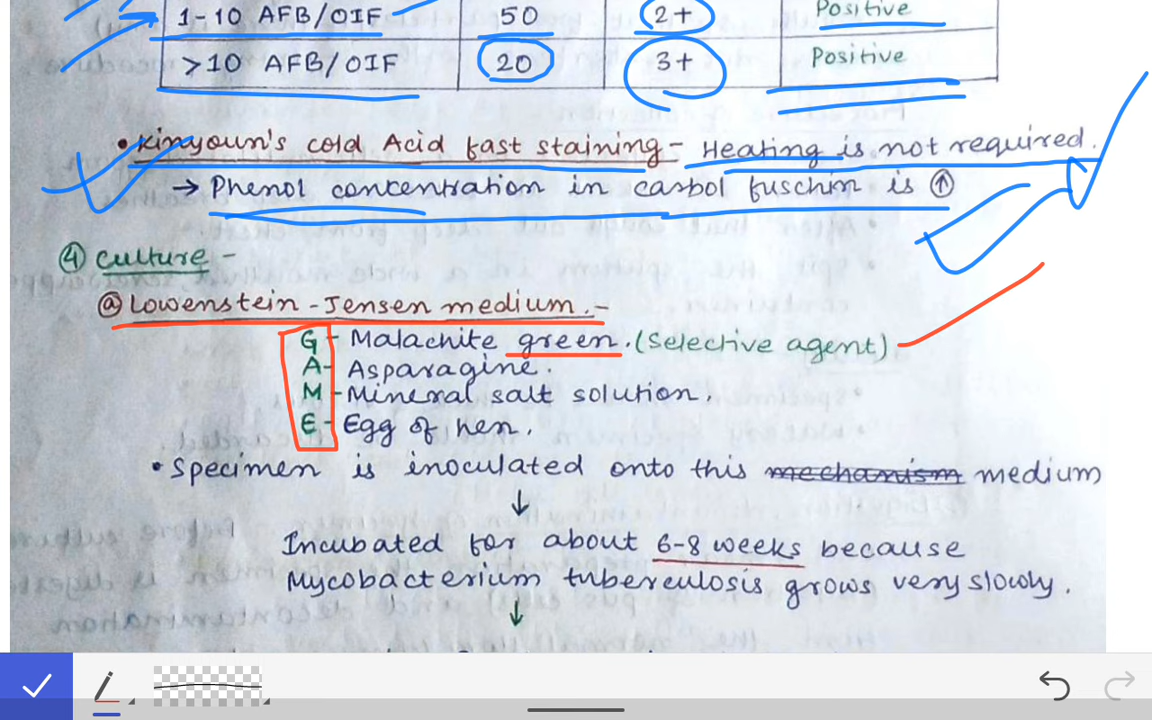 1-10 AFB/OIF 50 2+ Positive
>10 AFB/OIF 20 3+ Positive
• Kinyoun's cold Acid fast staining - Heating is not required.
→ Phenol concentration in carbol fuschin is ↑
④ Culture -
ⓐ Lowenstein - Jensen medium. -
G - Malachite green. (Selective agent)
A - Asparagine.
M - Mineral salt solution.
E - Egg of hen.
• Specimen is inoculated onto this mechanism medium
↓
Incubated for about 6-8 weeks because
Mycobacterium tuberculosis grows very slowly.
↓